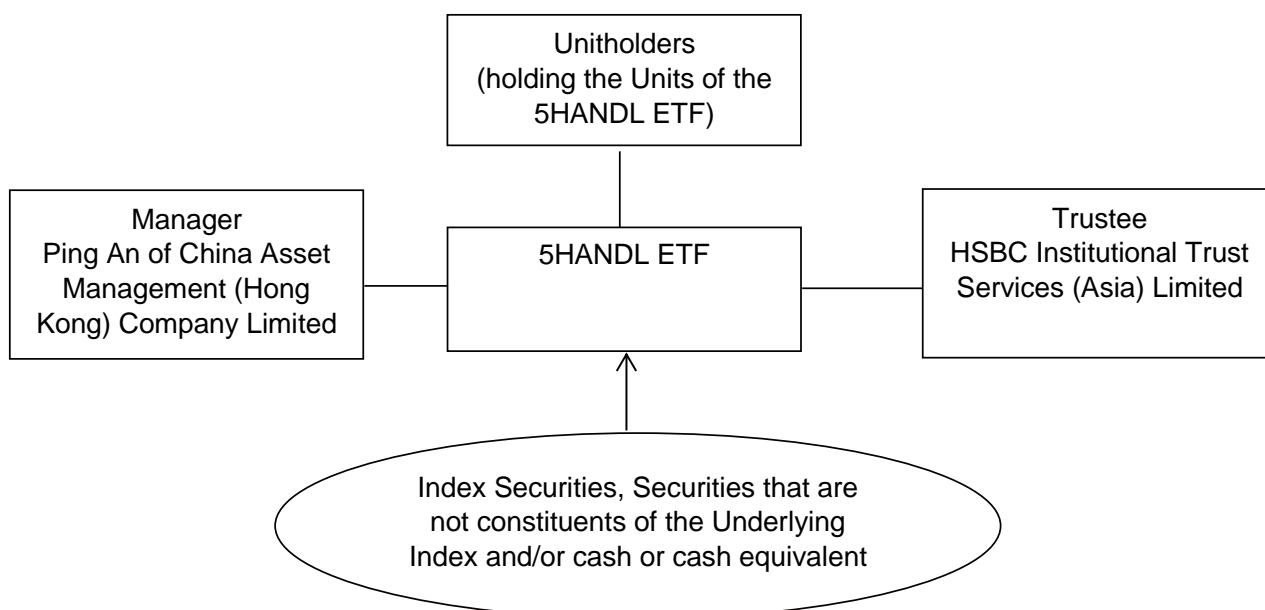 Unitholders
(holding the Units of the
5HANDL ETF)
Manager
Ping An of China Asset
Management (Hong
Kong) Company Limited
5HANDL ETF
Trustee
HSBC Institutional Trust
Services (Asia) Limited
Index Securities, Securities that are
not constituents of the Underlying
Index and/or cash or cash equivalent